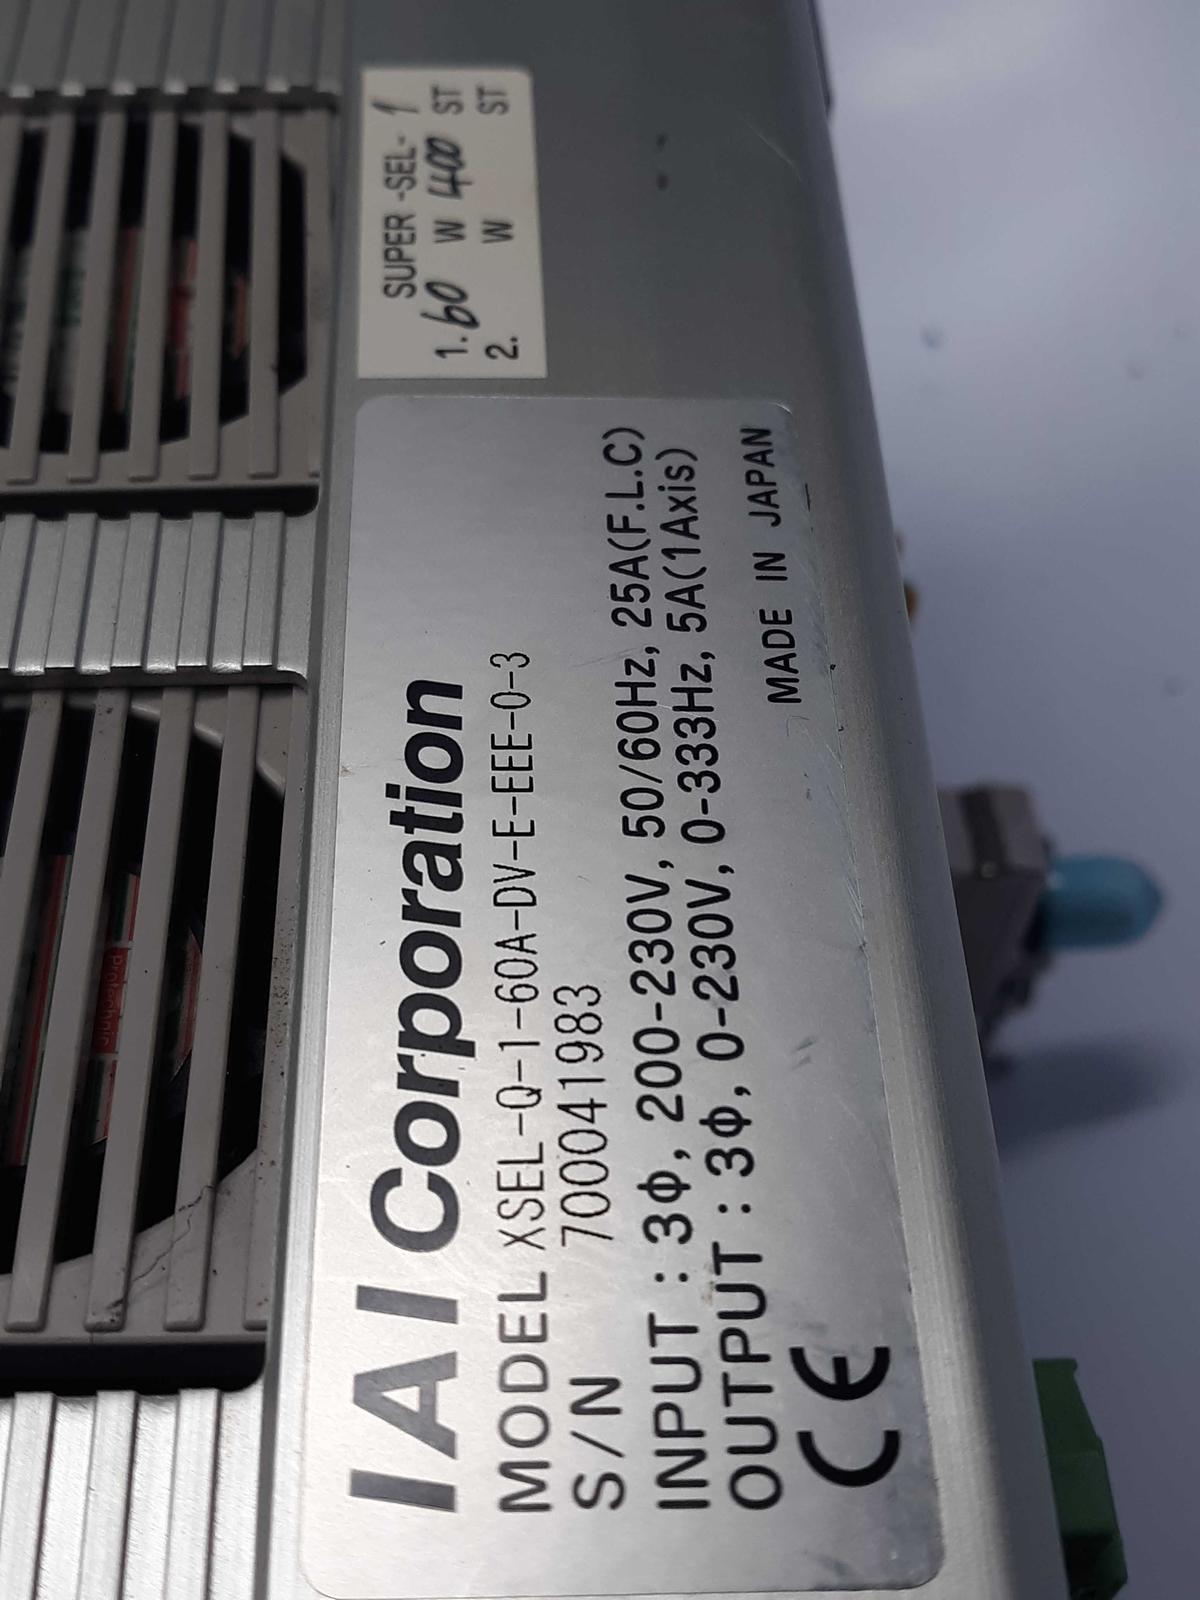 SUPER -SEL- 1
1. 60 W 400 ST
2. W ST
IAI Corporation
MODEL XSEL-Q-1-60A-DV-E-EEE-0-3
S/N 70041983
INPUT : 3Φ, 200-230V, 50/60Hz, 25A(F.L.C)
OUTPUT : 3Φ, 0-230V, 0-333Hz, 5A(1Axis)
MADE IN JAPAN
CE
Protechnic